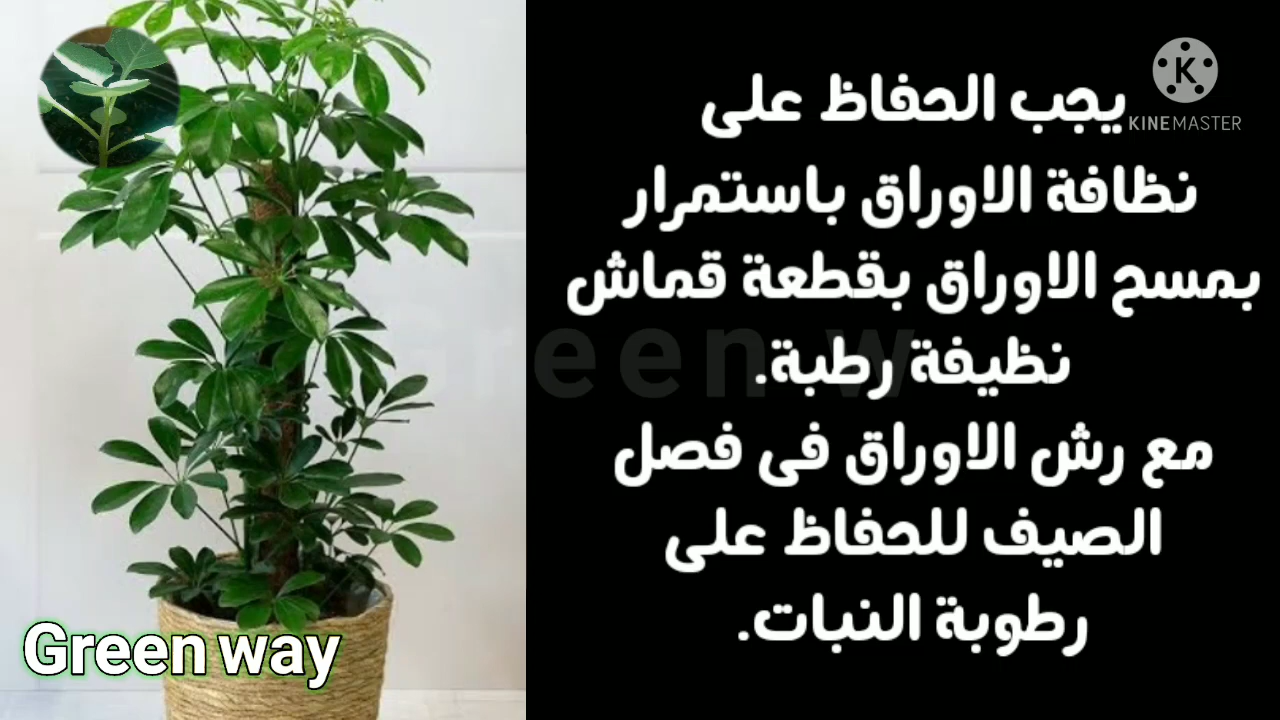 يجب الحفاظ على
KINEMASTER
نظافة الاوراق باستمرار
بمسح الاوراق بقطعة قماش
نظيفة رطبة.
green w
مع رش الاوراق فى فصل
الصيف للحفاظ على
رطوبة النبات.
Green way